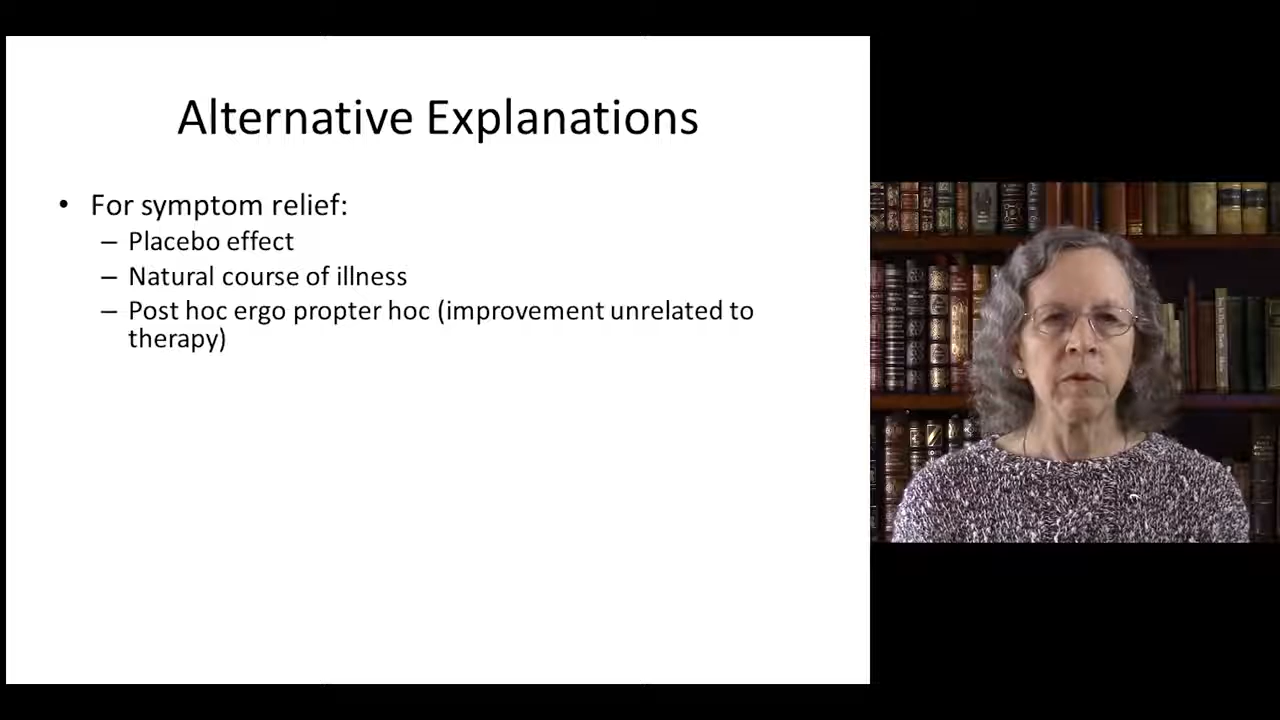 Alternative Explanations
• For symptom relief:
– Placebo effect
– Natural course of illness
– Post hoc ergo propter hoc (improvement unrelated to
therapy)